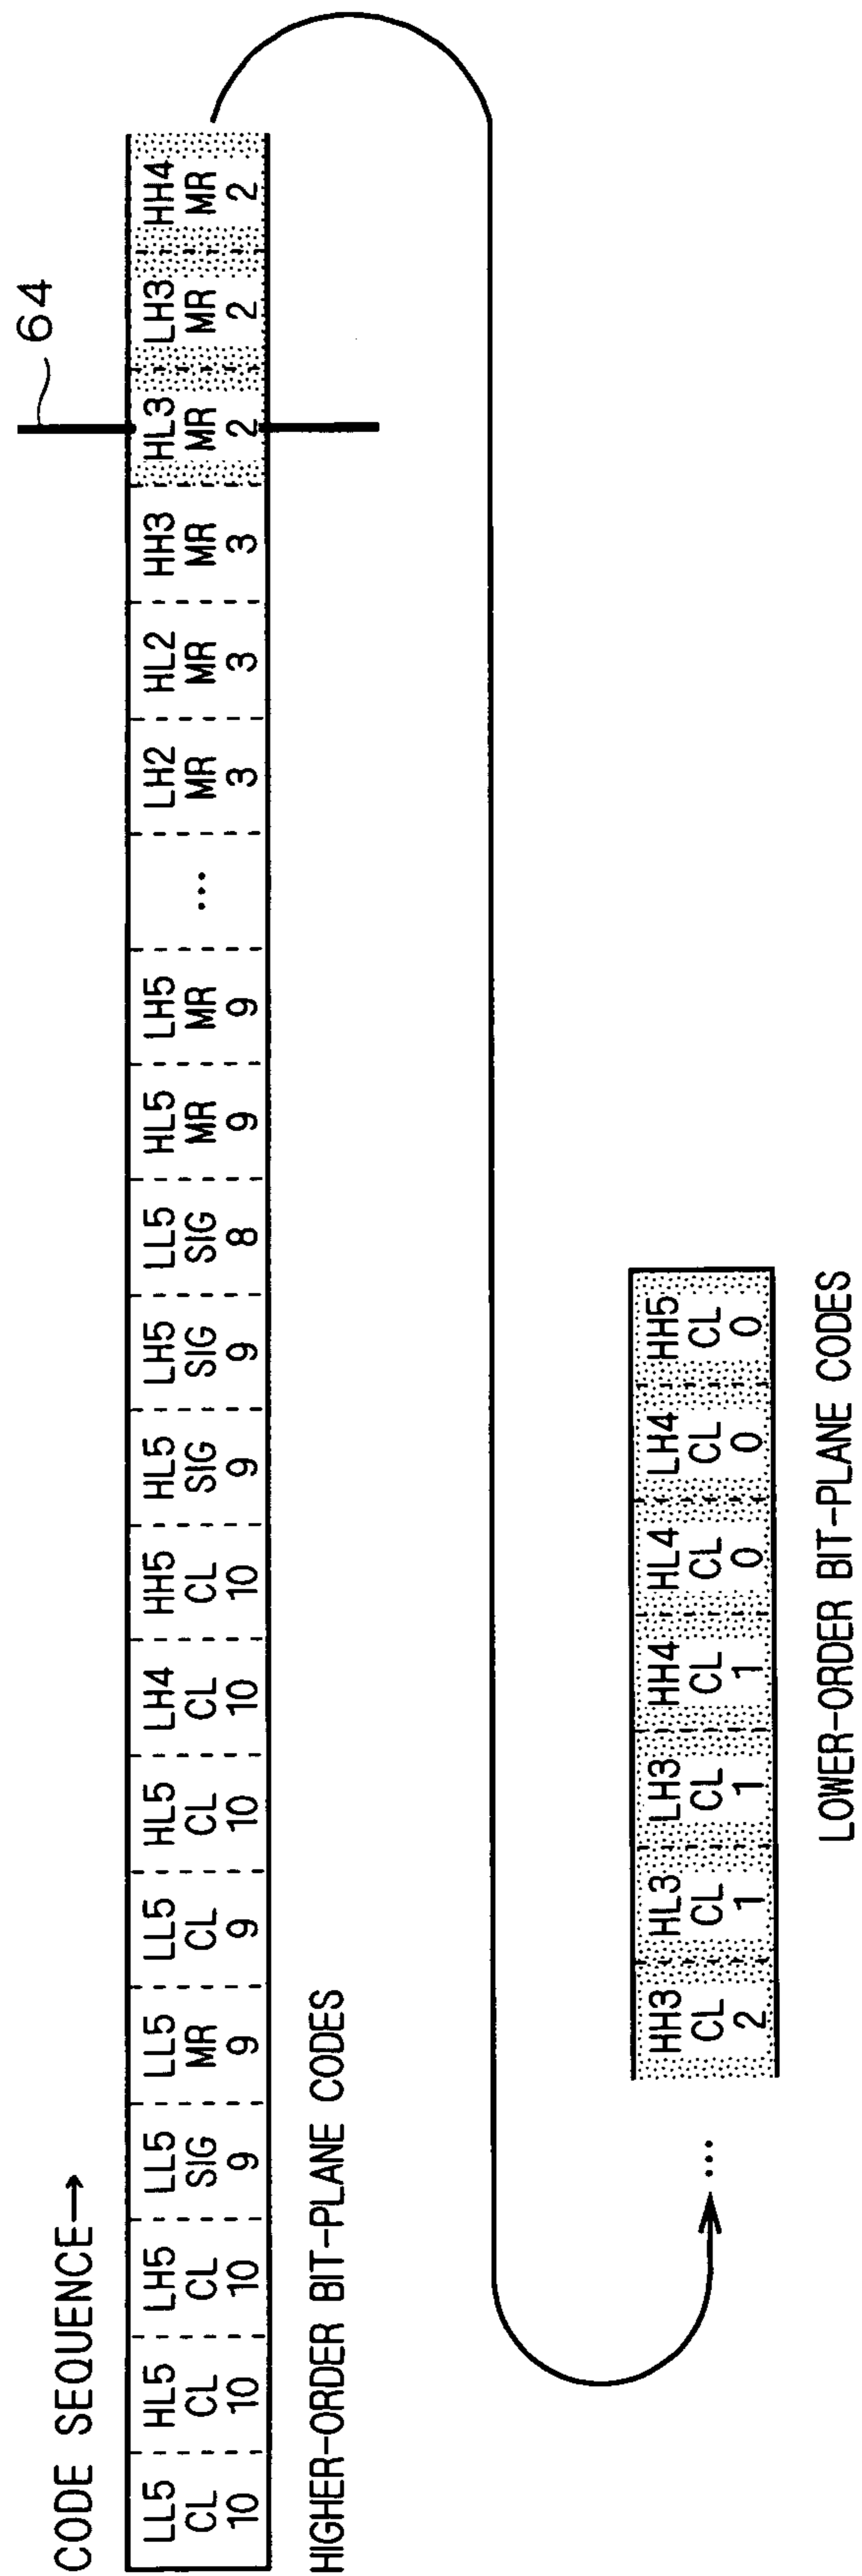 CODE SEQUENCE→
LL5 HL5 LH5 LL5 LL5 LL5 HL5 LH4 HH5 HL5 LH5 LL5 HL5 LH5 ... LH2 HL2 HH3 HL3 LH3 HH4
CL CL CL SIG MR CL CL CL CL SIG SIG SIG MR MR MR MR MR MR MR MR
10 10 10 9 9 9 10 10 10 9 9 8 9 9 3 3 3 2 2 2
64
HIGHER-ORDER BIT-PLANE CODES
... HH3 HL3 LH3 HH4 HL4 LH4 HH5
CL CL CL CL CL CL CL
2 1 1 1 0 0 0
LOWER-ORDER BIT-PLANE CODES